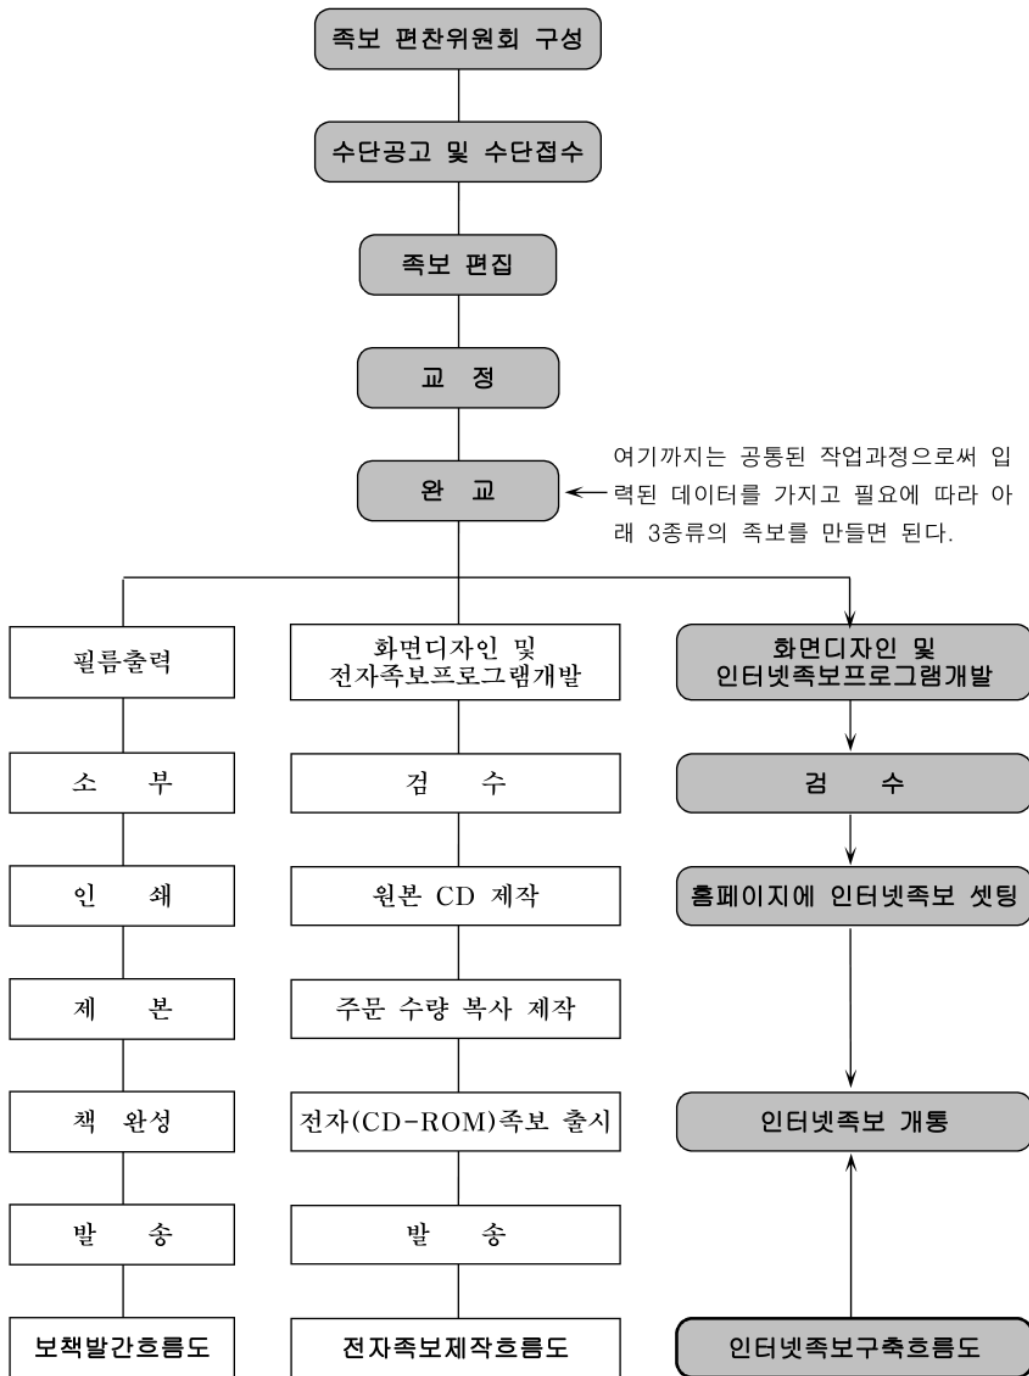 족보 편찬위원회 구성
수단공고 및 수단접수
족보 편집
교 정
완 교
여기까지는 공통된 작업과정으로써 입
력된 데이터를 가지고 필요에 따라 아
래 3종류의 족보를 만들면 된다.
필름출력
소 부
인 쇄
제 본
책 완성
발 송
보책발간흐름도
화면디자인 및
전자족보프로그램개발
검 수
원본 CD 제작
주문 수량 복사 제작
전자(CD-ROM)족보 출시
발 송
전자족보제작흐름도
화면디자인 및
인터넷족보프로그램개발
검 수
홈페이지에 인터넷족보 셋팅
인터넷족보 개통
인터넷족보구축흐름도